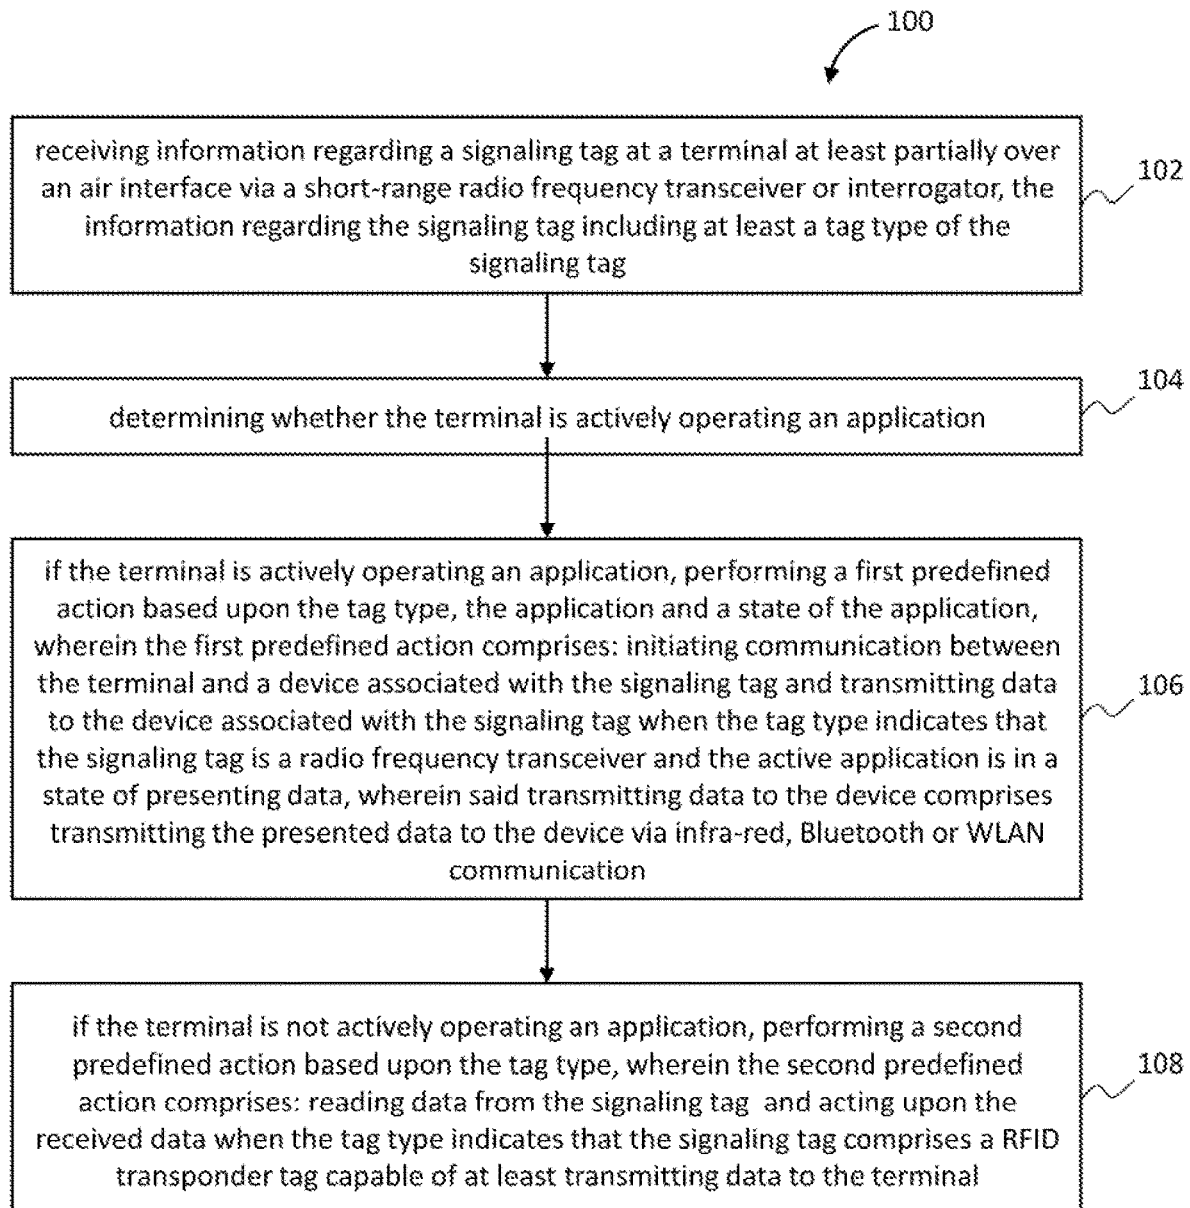 100
receiving information regarding a signaling tag at a terminal at least partially over
an air interface via a short-range radio frequency transceiver or interrogator, the
information regarding the signaling tag including at least a tag type of the
signaling tag
102
determining whether the terminal is actively operating an application
104
if the terminal is actively operating an application, performing a first predefined
action based upon the tag type, the application and a state of the application,
wherein the first predefined action comprises: initiating communication between
the terminal and a device associated with the signaling tag and transmitting data
to the device associated with the signaling tag when the tag type indicates that
the signaling tag is a radio frequency transceiver and the active application is in a
state of presenting data, wherein said transmitting data to the device comprises
transmitting the presented data to the device via infra-red, Bluetooth or WLAN
communication
106
if the terminal is not actively operating an application, performing a second
predefined action based upon the tag type, wherein the second predefined
action comprises: reading data from the signaling tag and acting upon the
received data when the tag type indicates that the signaling tag comprises a RFID
transponder tag capable of at least transmitting data to the terminal
108